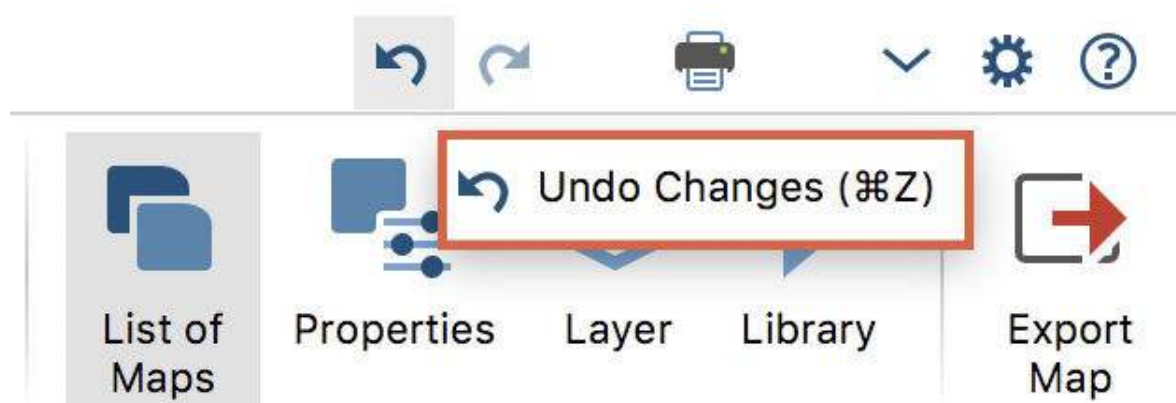 Undo Changes (⌘Z)
List of
Maps
Properties
Layer
Library
Export
Map